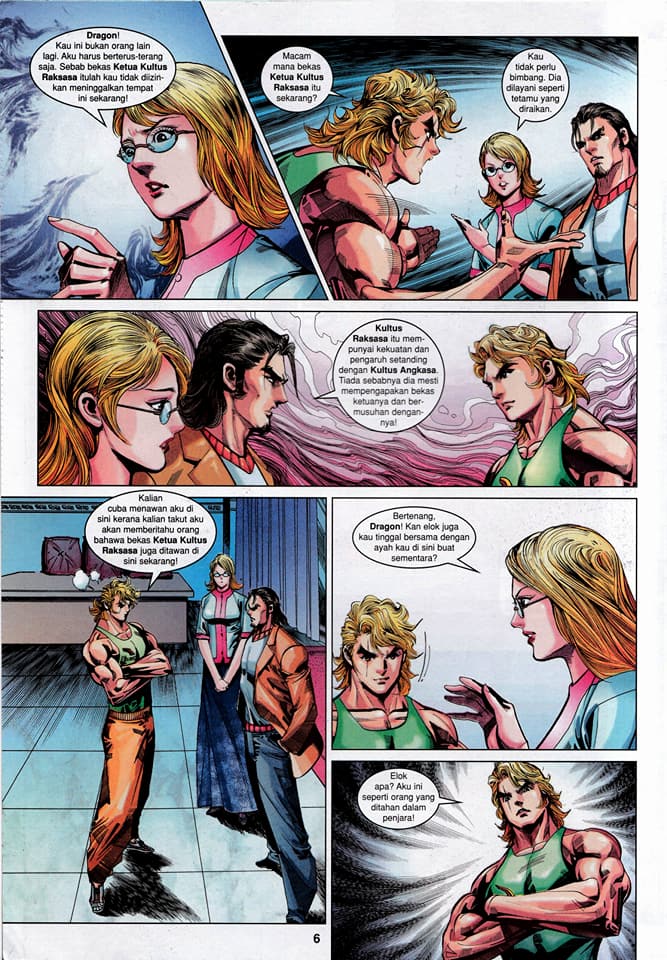 Dragon!
Kau ini bukan orang lain
lagi. Aku harus berterus-terang
saja. Sebab bekas Ketua Kultus
Raksasa itulah kau tidak diizin-
kan meninggalkan tempat
ini sekarang!
Macam
mana bekas
Ketua Kultus
Raksasa itu
sekarang?
Kau
tidak perlu
bimbang. Dia
dilayani seperti
tetamu yang
diraikan.
Kultus
Raksasa itu mem-
punyai kekuatan dan
pengaruh setanding
dengan Kultus Angkasa.
Tiada sebabnya dia mesti
mempengapakan bekas
ketuanya dan ber-
musuhan dengan-
nya!
Kalian
cuba menawan aku di
sini kerana kalian takut aku
akan memberitahu orang
bahawa bekas Ketua Kultus
Raksasa juga ditawan di
sini sekarang!
Bertenang,
Dragon! Kan elok juga
kau tinggal bersama dengan
ayah kau di sini buat
sementara?
Elok
apa? Aku ini
seperti orang yang
ditahan dalam
penjara!
6